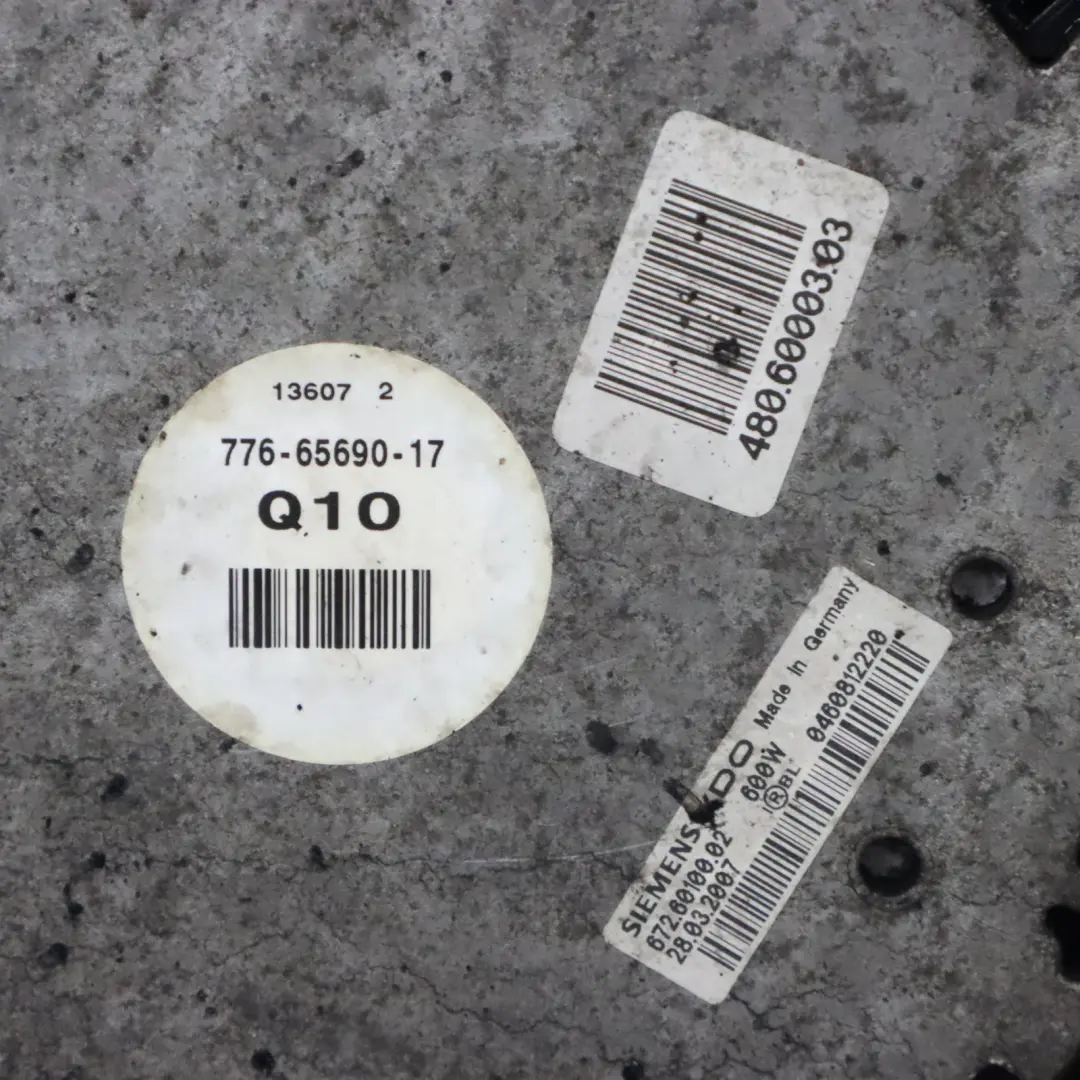 13607 2
776-65690-17
Q10
480.60003.03
SIEMENS VDO Made in Germany
672.60100.02 600W
28.03.2007 ®BL 0460812220